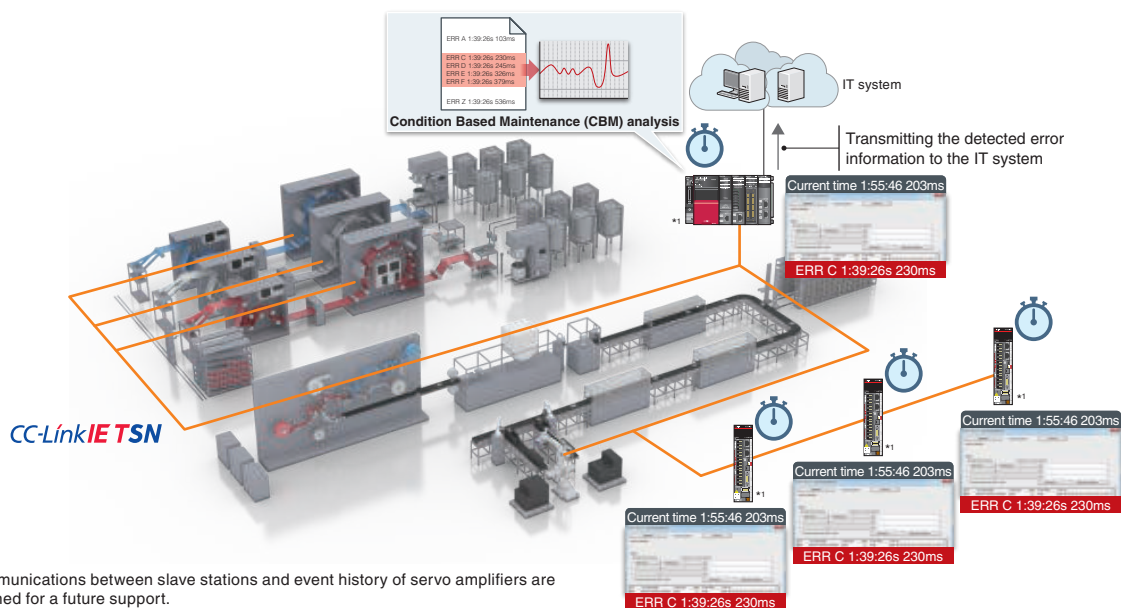 ERR A 1:39:26s 103ms
ERR C 1:39:26s 230ms
ERR D 1:39:26s 245ms
ERR E 1:39:26s 326ms
ERR F 1:39:26s 379ms
ERR Z 1:39:26s 536ms
Condition Based Maintenance (CBM) analysis
IT system
Transmitting the detected error
information to the IT system
*1
Current time 1:55:46 203ms
ERR C 1:39:26s 230ms
CC-Link IE TSN
*1
Current time 1:55:46 203ms
ERR C 1:39:26s 230ms
*1
Current time 1:55:46 203ms
ERR C 1:39:26s 230ms
*1
Current time 1:55:46 203ms
ERR C 1:39:26s 230ms
munications between slave stations and event history of servo amplifiers are
ned for a future support.